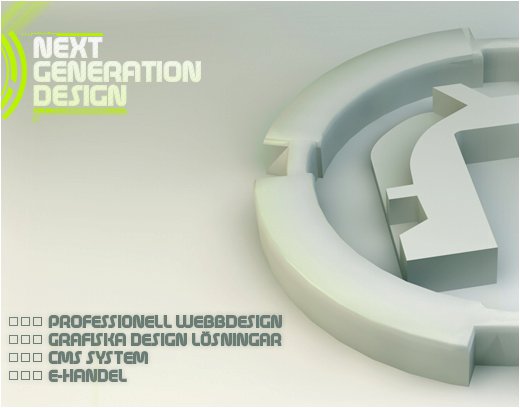 NEXT
GENERATION
DESIGN
□□□ PROFESSIONELL WEBBDESIGN
□□□ GRAFISKA DESIGN LÖSNINGAR
□□□ CMS SYSTEM
□□□ E-HANDEL